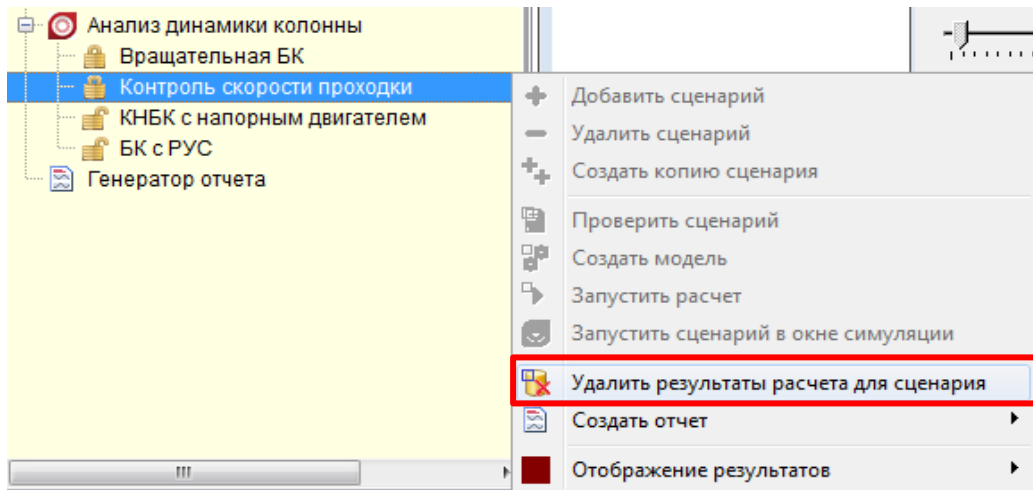 Анализ динамики колонны
Вращательная БК
Контроль скорости проходки
КНБК с напорным двигателем
БК с РУС
Генератор отчета
Добавить сценарий
Удалить сценарий
Создать копию сценария
Проверить сценарий
Создать модель
Запустить расчет
Запустить сценарий в окне симуляции
Удалить результаты расчета для сценария
Создать отчет
Отображение результатов